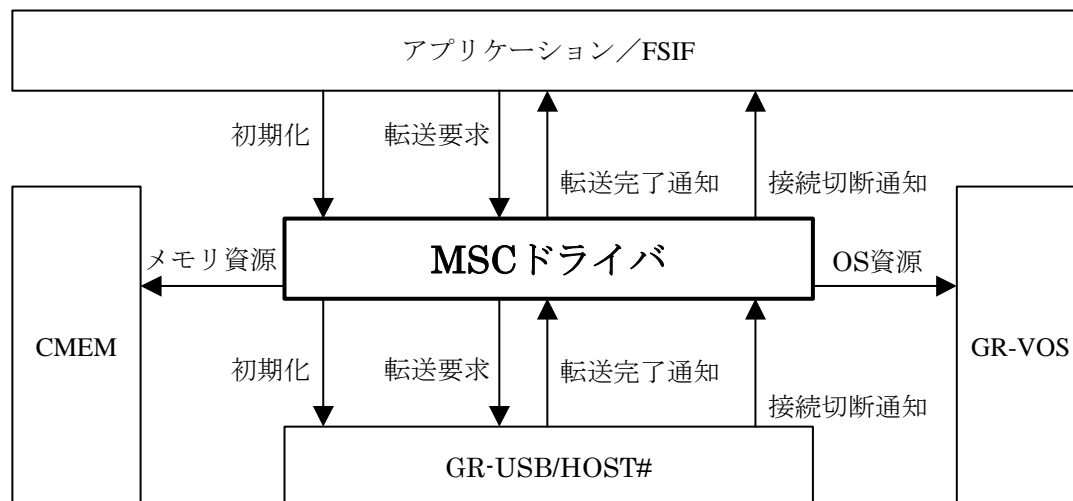 アプリケーション／FSIF
初期化
転送要求
転送完了通知
接続切断通知
メモリ資源
MSCドライバ
OS資源
CMEM
GR-VOS
初期化
転送要求
転送完了通知
接続切断通知
GR-USB/HOST#